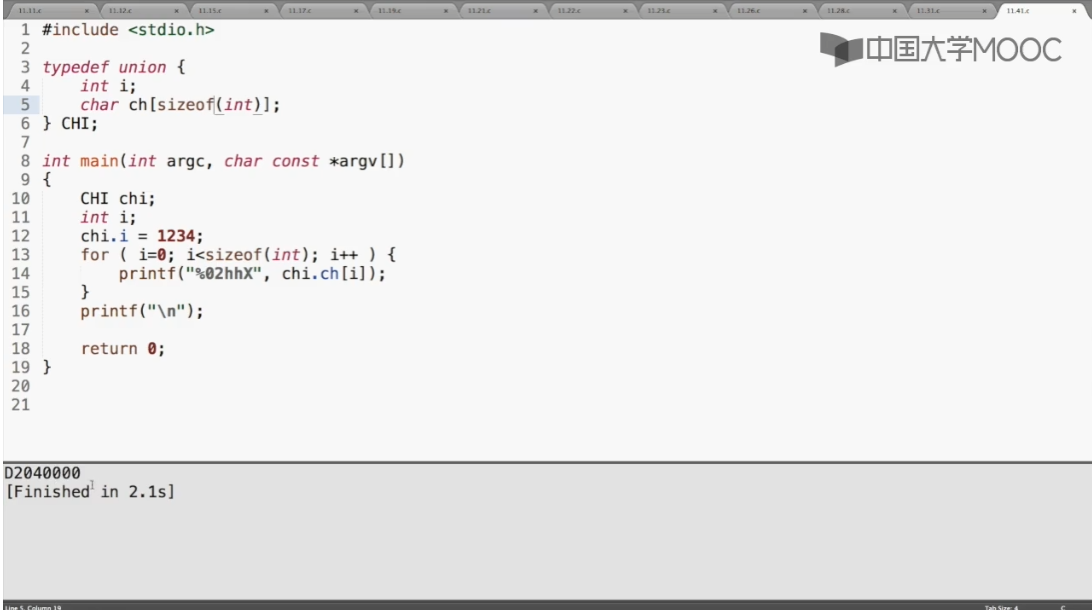 11.11.c 11.12.c 11.15.c 11.17.c 11.19.c 11.21.c 11.22.c 11.23.c 11.26.c 11.28.c 11.31.c 11.41.c
中国大学MOOC
1 #include <stdio.h>
2
3 typedef union {
4     int i;
5     char ch[sizeof(int)];
6 } CHI;
7
8 int main(int argc, char const *argv[])
9 {
10     CHI chi;
11     int i;
12     chi.i = 1234;
13     for ( i=0; i<sizeof(int); i++ ) {
14         printf("%02hhX", chi.ch[i]);
15     }
16     printf("\n");
17
18     return 0;
19 }
20
21
D2040000
[Finished in 2.1s]
Line 5, Column 19 Tab Size: 4 C